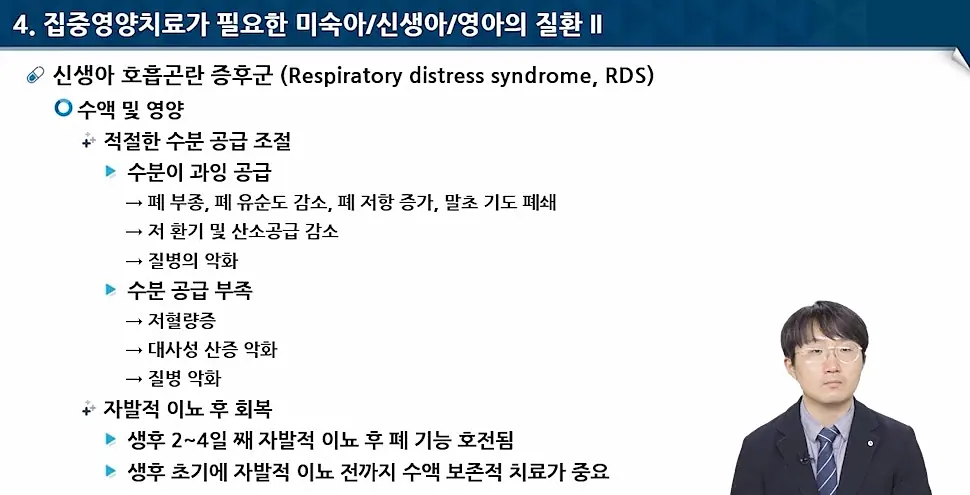 4. 집중영양치료가 필요한 미숙아/신생아/영아의 질환 II
신생아 호흡곤란 증후군 (Respiratory distress syndrome, RDS)
수액 및 영양
적절한 수분 공급 조절
수분이 과잉 공급
→ 폐 부종, 폐 유순도 감소, 폐 저항 증가, 말초 기도 폐쇄
→ 저 환기 및 산소공급 감소
→ 질병의 악화
수분 공급 부족
→ 저혈량증
→ 대사성 산증 악화
→ 질병 악화
자발적 이뇨 후 회복
생후 2~4일 째 자발적 이뇨 후 폐 기능 호전됨
생후 초기에 자발적 이뇨 전까지 수액 보존적 치료가 중요